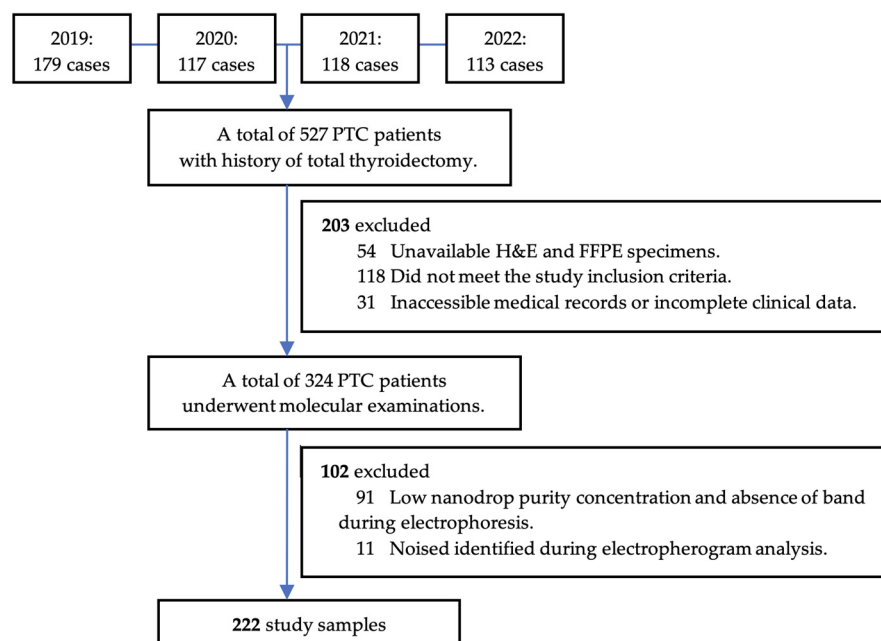 2019:
179 cases
2020:
117 cases
2021:
118 cases
2022:
113 cases
A total of 527 PTC patients
with history of total thyroidectomy.
203 excluded
54 Unavailable H&E and FFPE specimens.
118 Did not meet the study inclusion criteria.
31 Inaccessible medical records or incomplete clinical data.
A total of 324 PTC patients
underwent molecular examinations.
102 excluded
91 Low nanodrop purity concentration and absence of band
during electrophoresis.
11 Noised identified during electropherogram analysis.
222 study samples